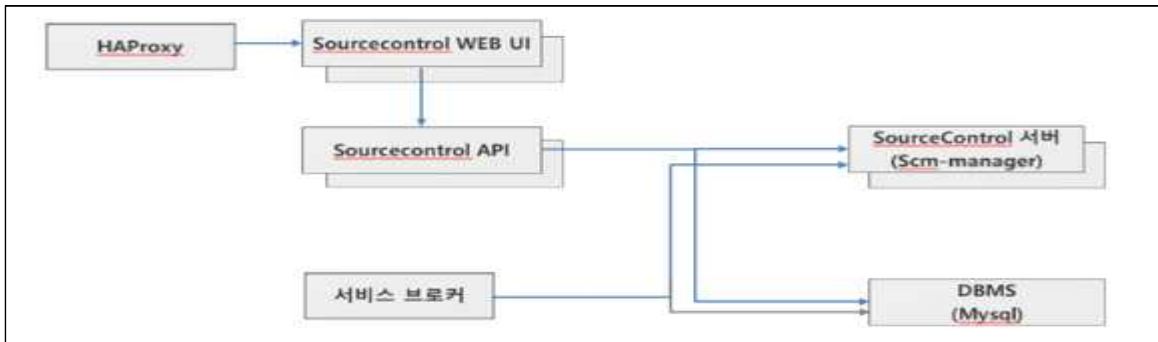 HAProxy
Sourcecontrol WEB UI
Sourcecontrol API
SourceControl 서버
(Scm-manager)
서비스 브로커
DBMS
(Mysql)